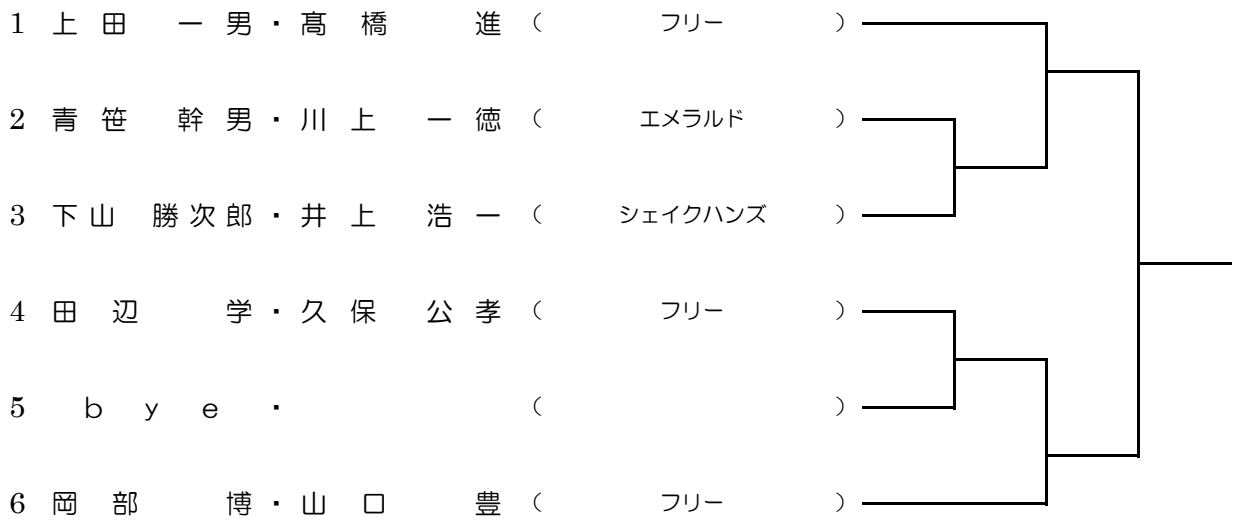 1 上田 一男・髙橋 進（ フリー ）
2 青笹 幹男・川上 一徳（ エメラルド ）
3 下山 勝次郎・井上 浩一（ シェイクハンズ ）
4 田辺 学・久保 公孝（ フリー ）
5 ｂｙｅ・（ ）
6 岡部 博・山口 豊（ フリー ）